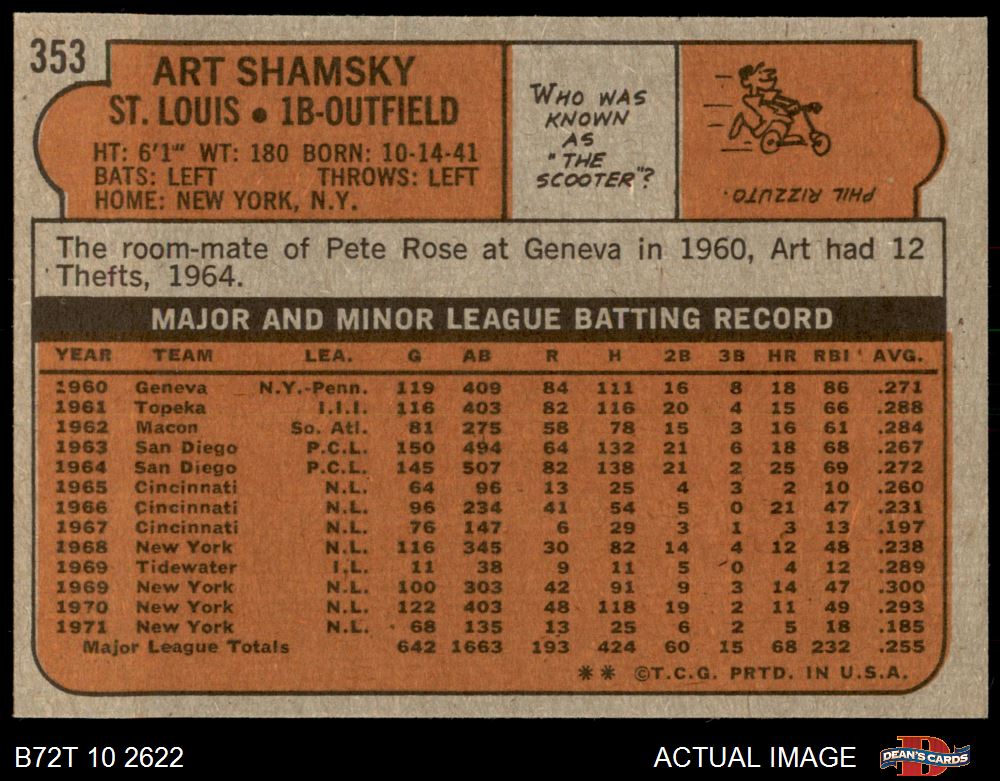 353
ART SHAMSKY
ST. LOUIS • 1B-OUTFIELD
HT: 6'1" WT: 180 BORN: 10-14-41
BATS: LEFT THROWS: LEFT
HOME: NEW YORK, N.Y.
WHO WAS
KNOWN
AS
"THE
SCOOTER"?
PHIL RIZZUTO.
The room-mate of Pete Rose at Geneva in 1960, Art had 12
Thefts, 1964.
MAJOR AND MINOR LEAGUE BATTING RECORD
YEAR TEAM LEA. G AB R H 2B 3B HR RBI AVG.
1960 Geneva N.Y.-Penn. 119 409 84 111 16 8 18 86 .271
1961 Topeka I.I.I. 116 403 82 116 20 4 15 66 .288
1962 Macon So. Atl. 81 275 58 78 15 3 16 61 .284
1963 San Diego P.C.L. 150 494 64 132 21 6 18 68 .267
1964 San Diego P.C.L. 145 507 82 138 21 2 25 69 .272
1965 Cincinnati N.L. 64 96 13 25 4 3 2 10 .260
1966 Cincinnati N.L. 96 234 41 54 5 0 21 47 .231
1967 Cincinnati N.L. 76 147 6 29 3 1 3 13 .197
1968 New York N.L. 116 345 30 82 14 4 12 48 .238
1969 Tidewater I.L. 11 38 9 11 5 0 4 12 .289
1969 New York N.L. 100 303 42 91 9 3 14 47 .300
1970 New York N.L. 122 403 48 118 19 2 11 49 .293
1971 New York N.L. 68 135 13 25 6 2 5 18 .185
Major League Totals 642 1663 193 424 60 15 68 232 .255
** ©T.C.G. PRTD. IN U.S.A.
B72T 10 2622 ACTUAL IMAGE DEAN'S CARDS